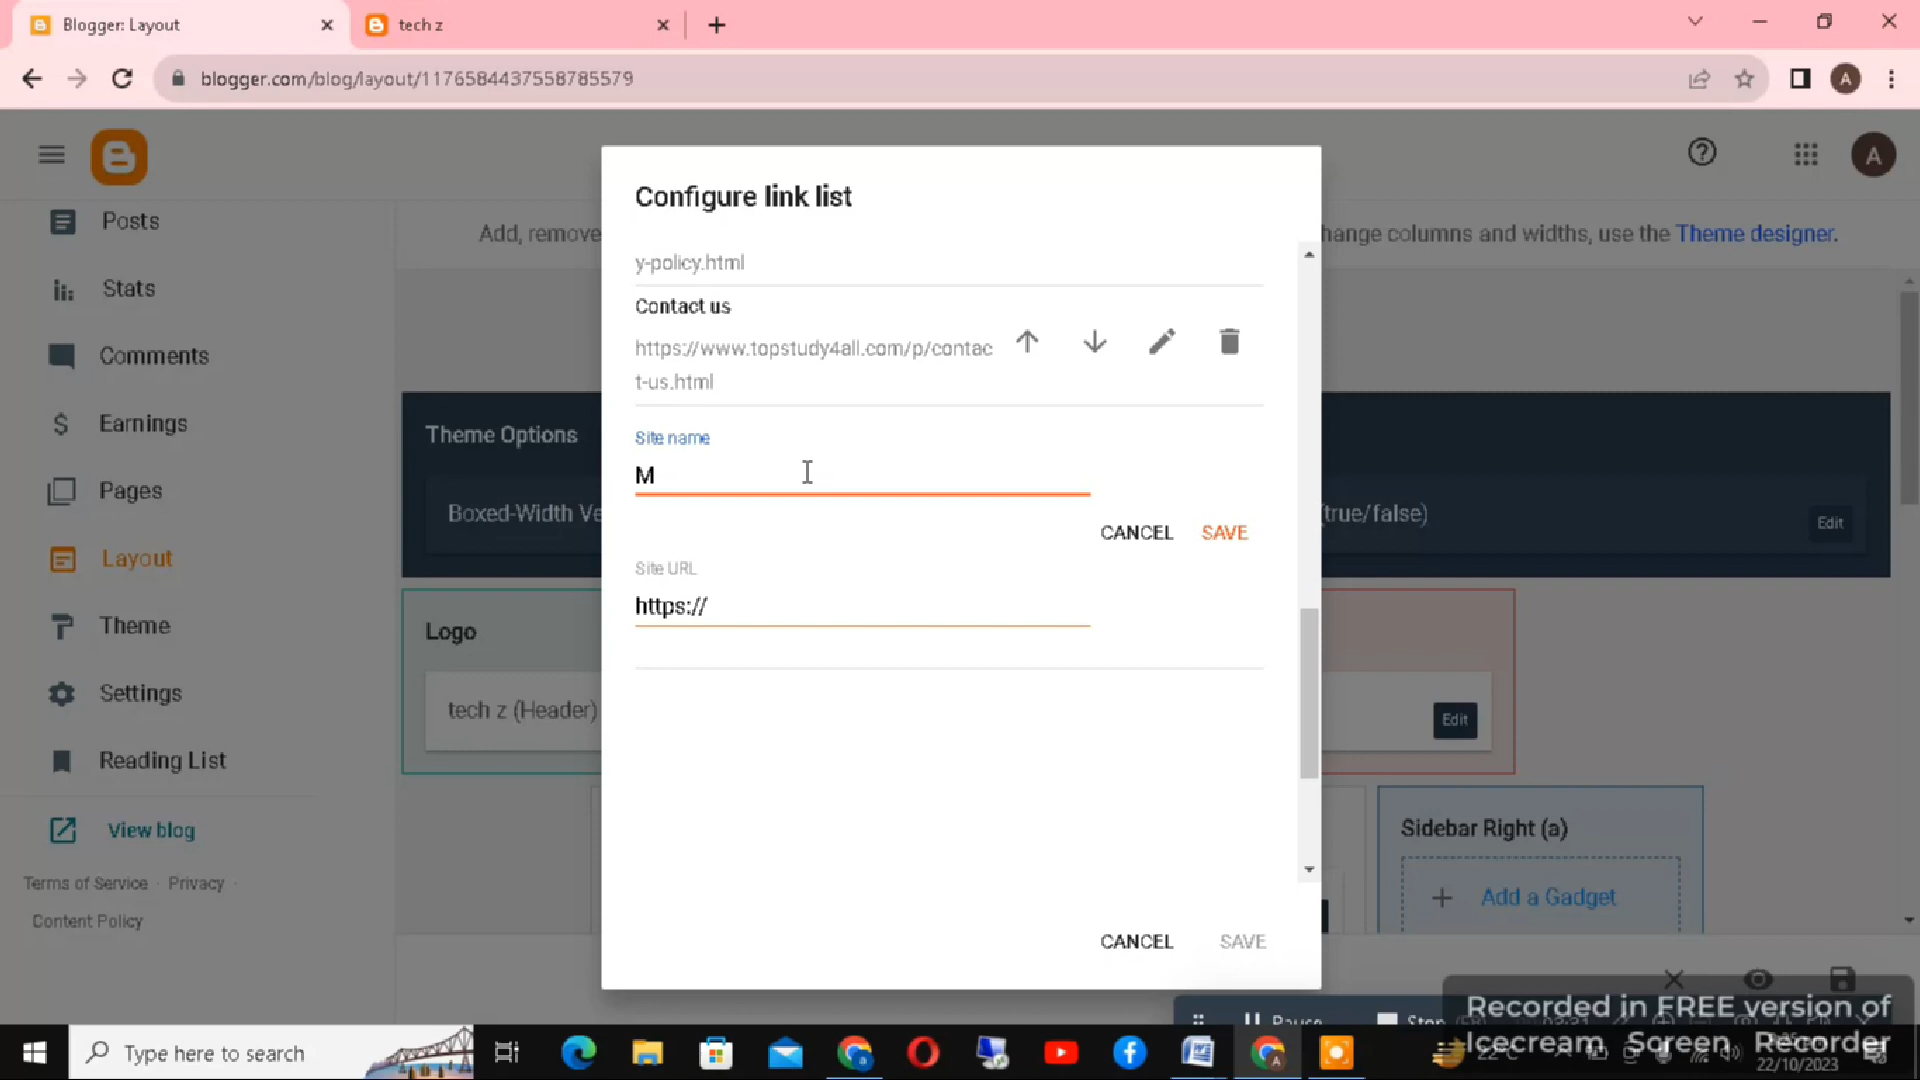 Blogger: Layout
tech z
blogger.com/blog/layout/1176584437558785579
A
A
Configure link list
Posts
Add, remove
hange columns and widths, use the Theme designer.
y-policy.html
Stats
Contact us
https://www.topstudy4all.com/p/contac
t-us.html
Comments
Earnings
Theme Options
Site name
M
Pages
Boxed-Width Ve
(true/false)
Edit
CANCEL SAVE
Layout
Site URL
https://
Theme
Logo
Settings
tech z (Header)
Edit
Reading List
View blog
Sidebar Right (a)
Terms of Service · Privacy ·
Add a Gadget
Content Policy
CANCEL SAVE
Recorded in FREE version of
Icecream Screen Recorder
Pause
Stop
Type here to search
22°C
22/10/2023